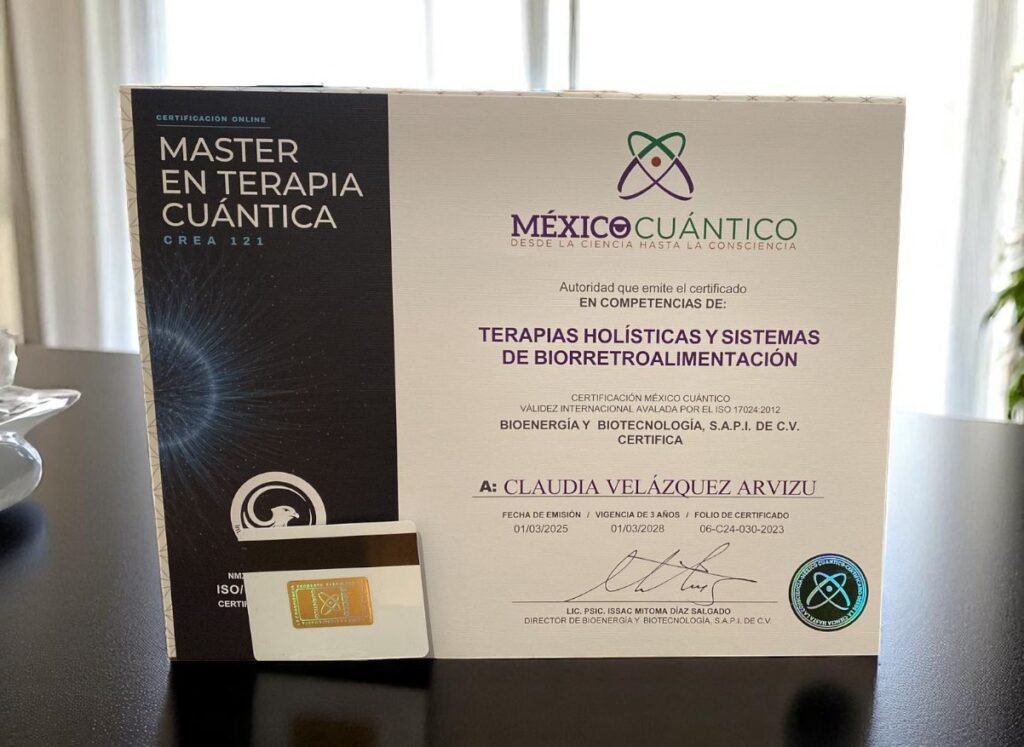 CERTIFICACIÓN ONLINE
MASTER
EN TERAPIA
CUÁNTICA
CREA 121
ISO/
MÉXICO CUÁNTICO
DESDE LA CIENCIA HASTA LA CONSCIENCIA
Autoridad que emite el certificado
EN COMPETENCIAS DE:
TERAPIAS HOLÍSTICAS Y SISTEMAS
DE BIORRETROALIMENTACIÓN
CERTIFICACIÓN MÉXICO CUÁNTICO
VÁLIDEZ INTERNACIONAL AVALADA POR EL ISO 17024:2012
BIOENERGÍA Y BIOTECNOLOGÍA, S.A.P.I. DE C.V.
CERTIFICA
A: CLAUDIA VELÁZQUEZ ARVIZU
FECHA DE EMISIÓN / VIGENCIA DE 3 AÑOS / FOLIO DE CERTIFICADO
01/03/2025 01/03/2028 06-C24-030-2023
LIC. PSIC. ISSAC MITOMA DÍAZ SALGADO
DIRECTOR DE BIOENERGÍA Y BIOTECNOLOGÍA, S.A.P.I. DE C.V.